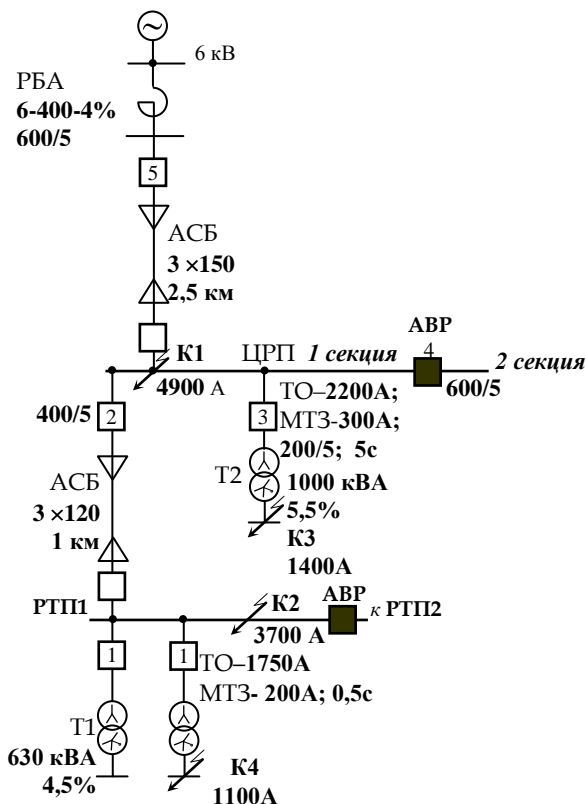 6 кВ
РБА
6-400-4%
600/5
5
АСБ
3 ×150
2,5 км
К1
4900 А
ЦРП
1 секция
АВР
4
2 секция
600/5
400/5
2
3
ТО–2200А;
МТЗ-300А;
200/5; 5с
Т2
1000 кВА
5,5%
К3
1400А
АСБ
3 ×120
1 км
РТП1
К2
3700 А
АВР
к РТП2
1
1
ТО–1750А
МТЗ- 200А; 0,5с
Т1
630 кВА
4,5%
К4
1100А